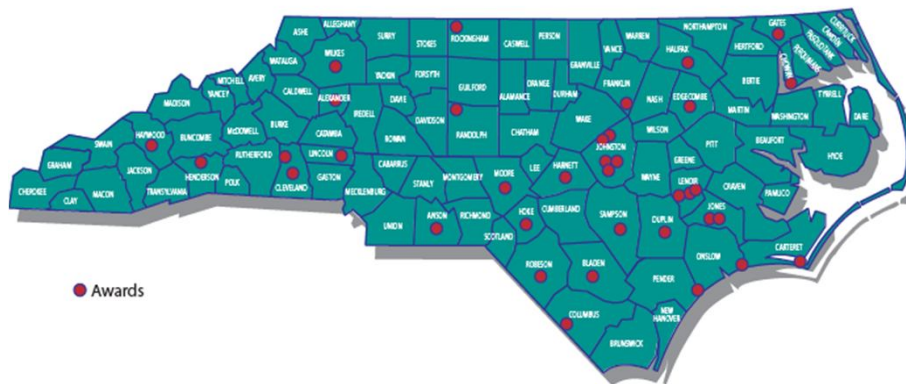 ALLEGHANY
ASHE
SURRY
STOKES
ROCKINGHAM
CASWELL
PERSON
GRANVILLE
VANCE
WARREN
NORTHAMPTON
HALIFAX
GATES
HERTFORD
CURRITUCK
CAMDEN
PASQUOTANK
PERQUIMANS
CHOWAN
BERTIE
WATAUGA
WILKES
YADKIN
FORSYTH
GUILFORD
ALAMANCE
ORANGE
DURHAM
FRANKLIN
NASH
EDGECOMBE
MARTIN
WASHINGTON
TYRRELL
DARE
MITCHELL
AVERY
YANCEY
CALDWELL
ALEXANDER
IREDELL
DAVIE
DAVIDSON
RANDOLPH
CHATHAM
WAKE
WILSON
PITT
BEAUFORT
HYDE
MADISON
BUNCOMBE
McDOWELL
BURKE
CATAWBA
ROWAN
LEE
HARNETT
JOHNSTON
WAYNE
GREENE
LENOIR
CRAVEN
PAMLICO
HAYWOOD
SWAIN
GRAHAM
CHEROKEE
CLAY
MACON
JACKSON
TRANSYLVANIA
HENDERSON
POLK
RUTHERFORD
CLEVELAND
LINCOLN
GASTON
MECKLENBURG
CABARRUS
STANLY
MONTGOMERY
MOORE
UNION
ANSON
RICHMOND
SCOTLAND
HOKE
CUMBERLAND
SAMPSON
DUPLIN
JONES
ONSLOW
CARTERET
ROBESON
BLADEN
PENDER
COLUMBUS
NEW
HANOVER
BRUNSWICK
Awards